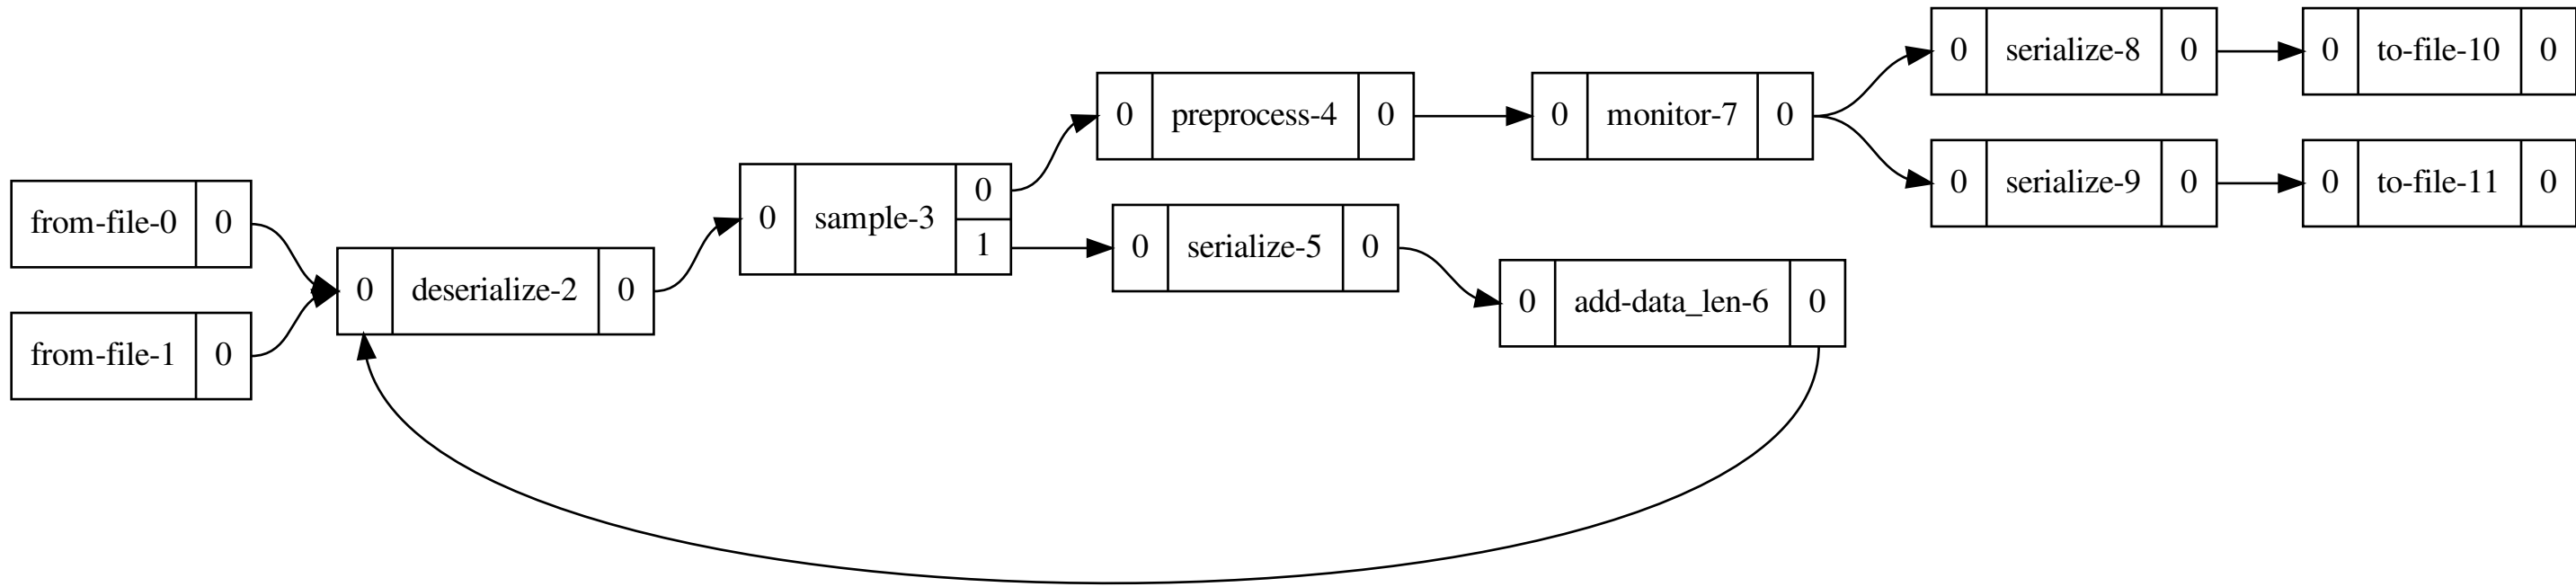 from-file-0 0
from-file-1 0
0 deserialize-2 0
0 sample-3 0 1
0 preprocess-4 0
0 serialize-5 0
0 add-data_len-6 0
0 monitor-7 0
0 serialize-8 0
0 serialize-9 0
0 to-file-10 0
0 to-file-11 0